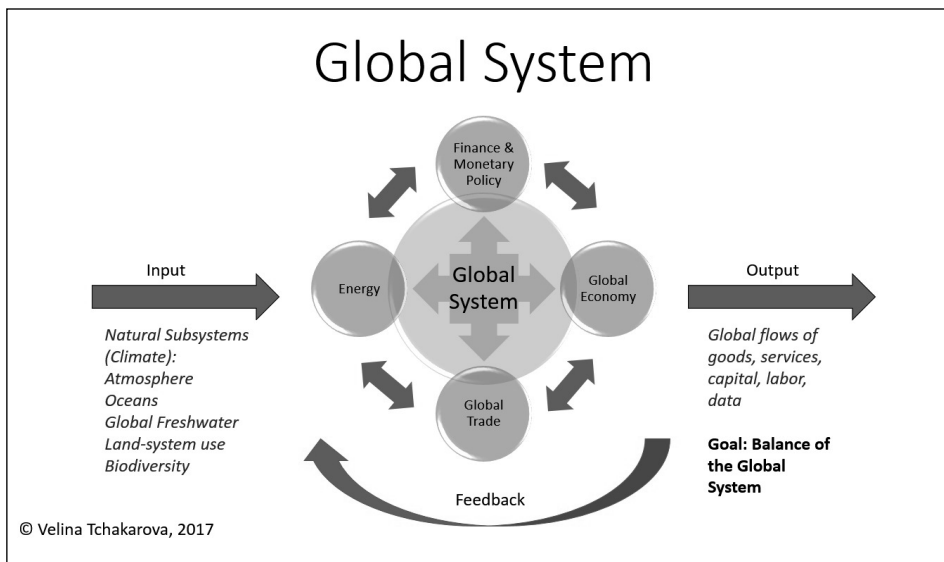 Global System
Finance &
Monetary
Policy
Input
Energy
Global
System
Global
Economy
Output
Natural Subsystems
(Climate):
Atmosphere
Oceans
Global Freshwater
Land-system use
Biodiversity
Global
Trade
Global flows of
goods, services,
capital, labor,
data
Goal: Balance of
the Global
System
Feedback
© Velina Tchakarova, 2017